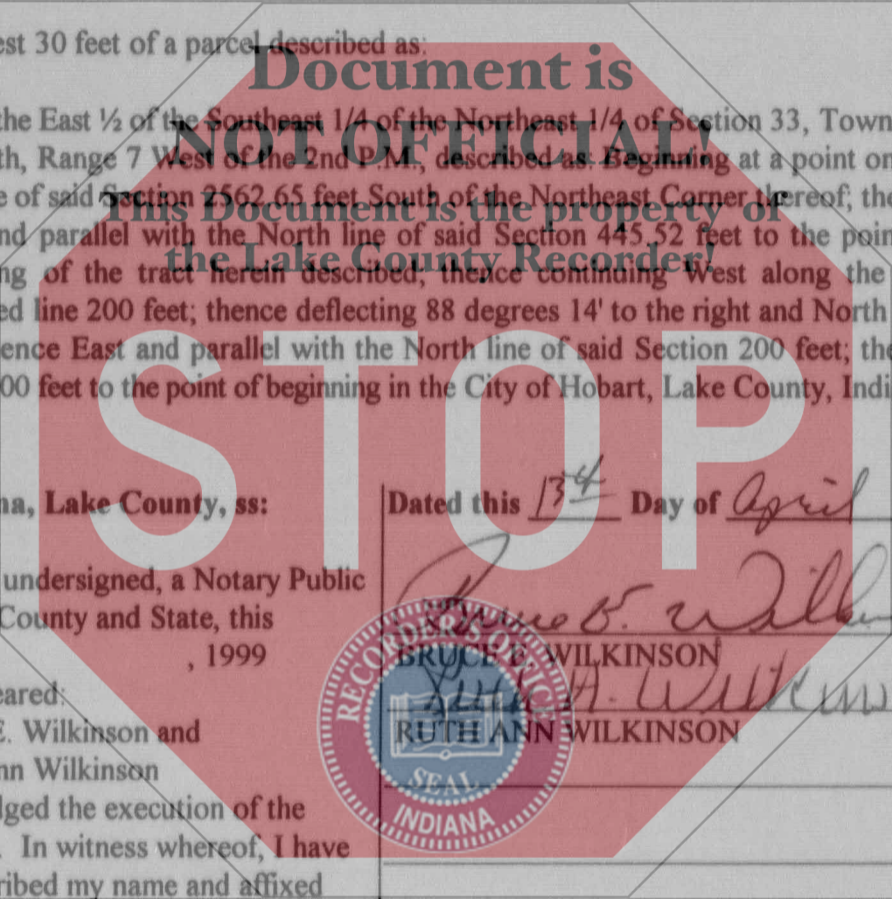 est 30 feet of a parcel described as:
Document is
the East ½ of the Southeast 1/4 of the Northeast 1/4 of Section 33, Town
NOT OFFICIAL!
th, Range 7 West of the 2nd P.M., described as: Beginning at a point on
e of said Section 2562.65 feet South of the Northeast Corner thereof; the
This Document is the property of
nd parallel with the North line of said Section 445.52 feet to the poin
the Lake County Recorder!
ng of the tract herein described; thence continuing West along the
ed line 200 feet; thence deflecting 88 degrees 14' to the right and North
ence East and parallel with the North line of said Section 200 feet; the
00 feet to the point of beginning in the City of Hobart, Lake County, Indi
STOP
na, Lake County, ss:
undersigned, a Notary Public
County and State, this
, 1999
eared:
E. Wilkinson and
nn Wilkinson
lged the execution of the
. In witness whereof, I have
ribed my name and affixed
Dated this 13th Day of April
Bruce E. Wilkin
BRUCE E. WILKINSON
Ruth A. Wilkins
RUTH ANN WILKINSON
RECORDER'S OFFICE
SEAL
INDIANA